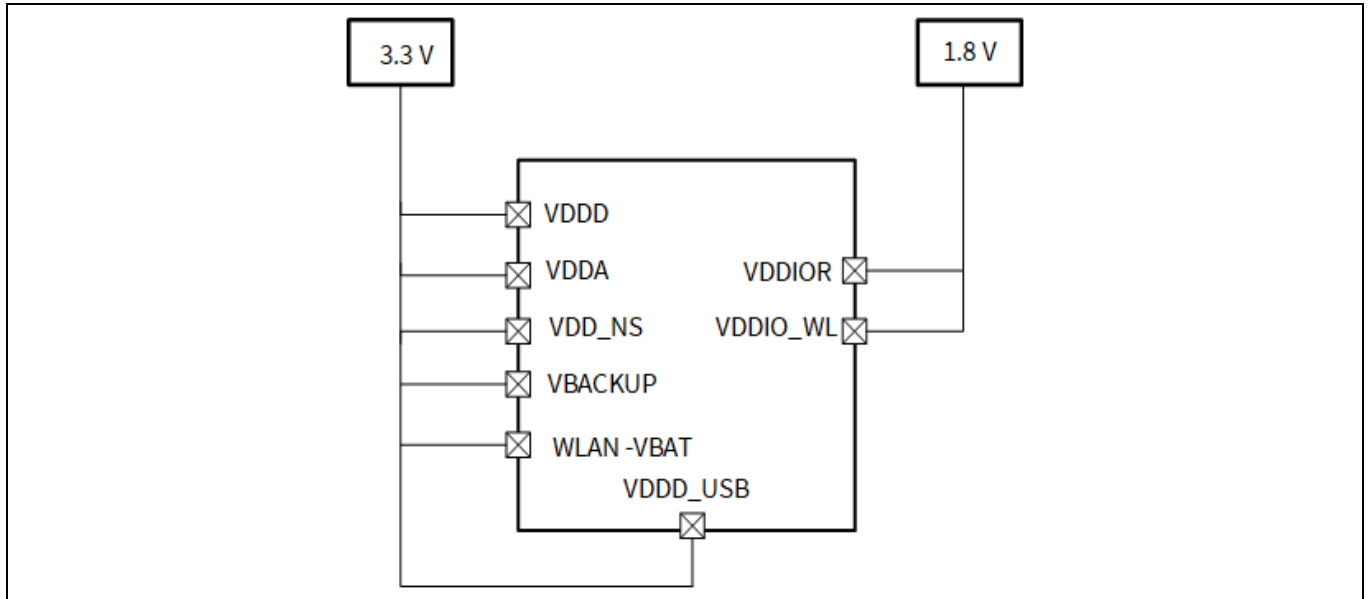 3.3 V
1.8 V
VDDD
VDDA
VDDIOR
VDD_NS
VDDIO_WL
VBACKUP
WLAN -VBAT
VDDD_USB